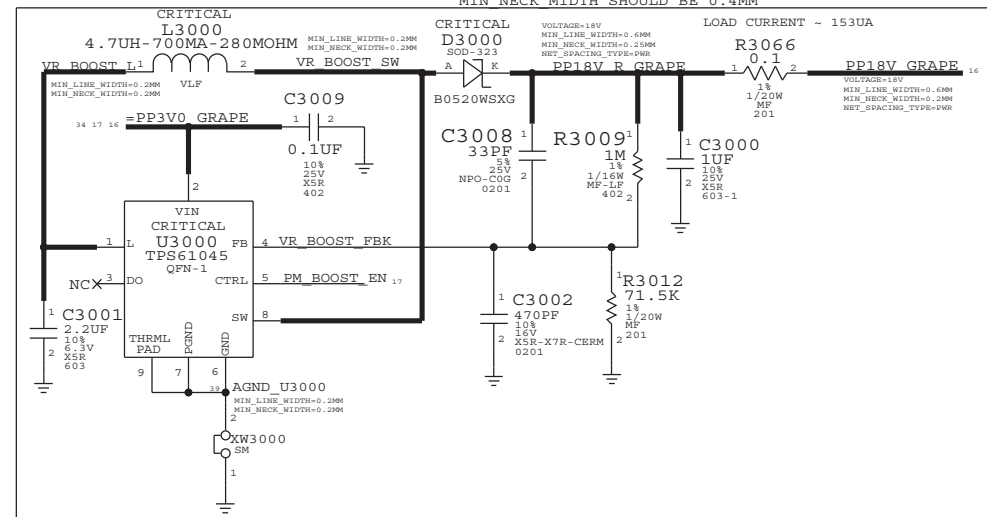 MIN_NECK_WIDTH SHOULD BE 0.4MM
CRITICAL
L3000
4.7UH-700MA-280MOHM
MIN_LINE_WIDTH=0.2MM
MIN_NECK_WIDTH=0.2MM
VR_BOOST_L
1
2
VLF
MIN_LINE_WIDTH=0.2MM
MIN_NECK_WIDTH=0.2MM
VR_BOOST_SW
CRITICAL
D3000
SOD-323
A
K
B0520WSXG
VOLTAGE=18V
MIN_LINE_WIDTH=0.6MM
MIN_NECK_WIDTH=0.25MM
NET_SPACING_TYPE=PWR
PP18V_R_GRAPE
LOAD CURRENT ~ 153UA
R3066
0.1
1
2
1%
1/20W
MF
201
PP18V_GRAPE
16
VOLTAGE=18V
MIN_LINE_WIDTH=0.6MM
MIN_NECK_WIDTH=0.2MM
NET_SPACING_TYPE=PWR
34 17 16
=PP3V0_GRAPE
C3009
1
2
0.1UF
10%
25V
X5R
402
C3008
33PF
5%
25V
NPO-C0G
0201
1
2
R3009
1M
1%
1/16W
MF-LF
402
1
2
C3000
1UF
10%
25V
X5R
603-1
1
2
2
VIN
CRITICAL
U3000
TPS61045
QFN-1
1
L
FB
4
VR_BOOST_FBK
NC
3
DO
CTRL
5
PM_BOOST_EN
17
SW
8
THRML
PAD
PGND
GND
9
7
6
C3001
2.2UF
10%
6.3V
X5R
603
1
2
39
AGND_U3000
MIN_LINE_WIDTH=0.2MM
MIN_NECK_WIDTH=0.2MM
2
XW3000
SM
1
C3002
470PF
10%
16V
X5R-X7R-CERM
0201
1
2
R3012
71.5K
1%
1/20W
MF
201
1
2